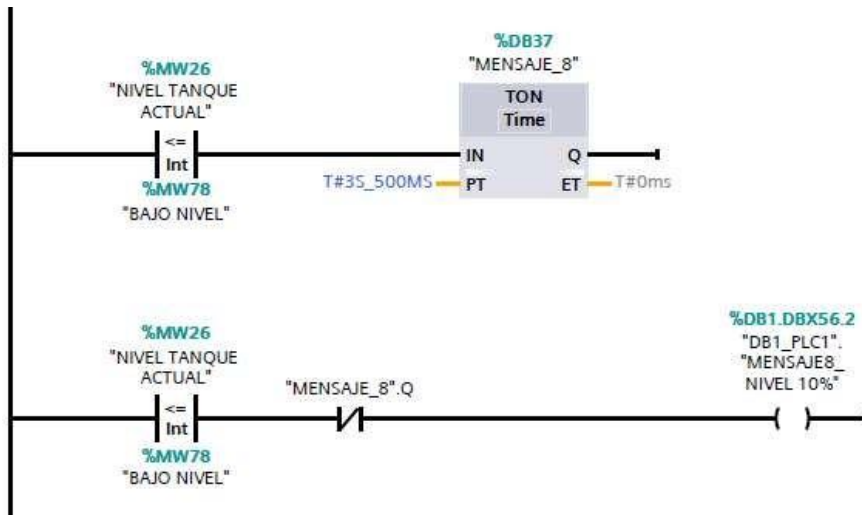 %DB37
"MENSAJE_8"
TON
Time
%MW26
"NIVEL TANQUE
ACTUAL"
<=
Int
%MW78
"BAJO NIVEL"
IN
Q
T#3S_500MS
PT
ET
T#0ms
%MW26
"NIVEL TANQUE
ACTUAL"
<=
Int
%MW78
"BAJO NIVEL"
"MENSAJE_8".Q
%DB1.DBX56.2
"DB1_PLC1".
"MENSAJE8_
NIVEL 10%"